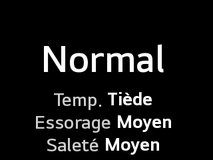 Normal
Temp. Tiède
Essorage Moyen
Saleté Moyen